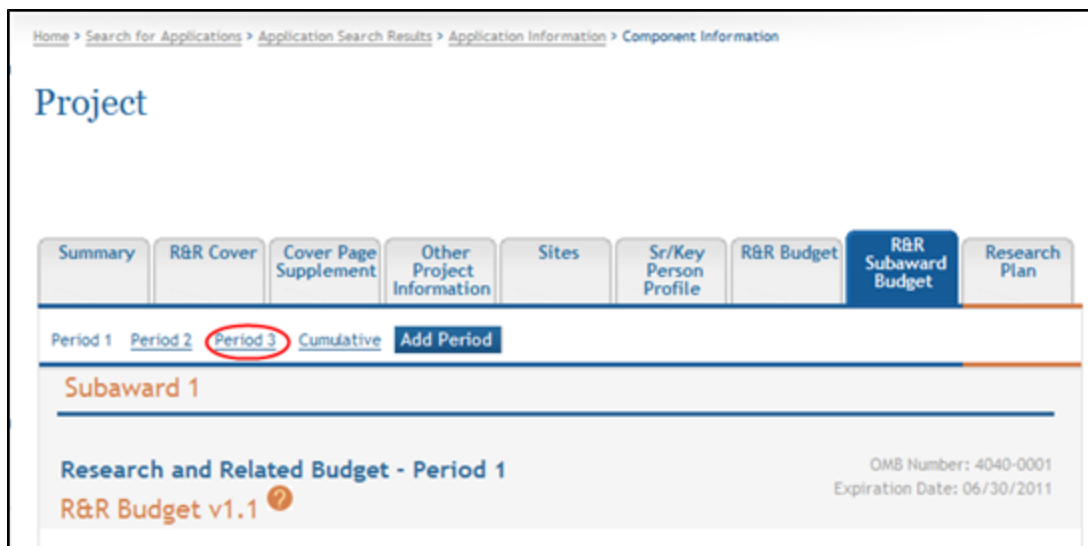 Home > Search for Applications > Application Search Results > Application Information > Component Information
Project
Summary
R&R Cover
Cover Page
Supplement
Other
Project
Information
Sites
Sr/Key
Person
Profile
R&R Budget
R&R
Subaward
Budget
Research
Plan
Period 1 Period 2 Period 3 Cumulative Add Period
Subaward 1
Research and Related Budget - Period 1
OMB Number: 4040-0001
Expiration Date: 06/30/2011
R&R Budget v1.1 ?